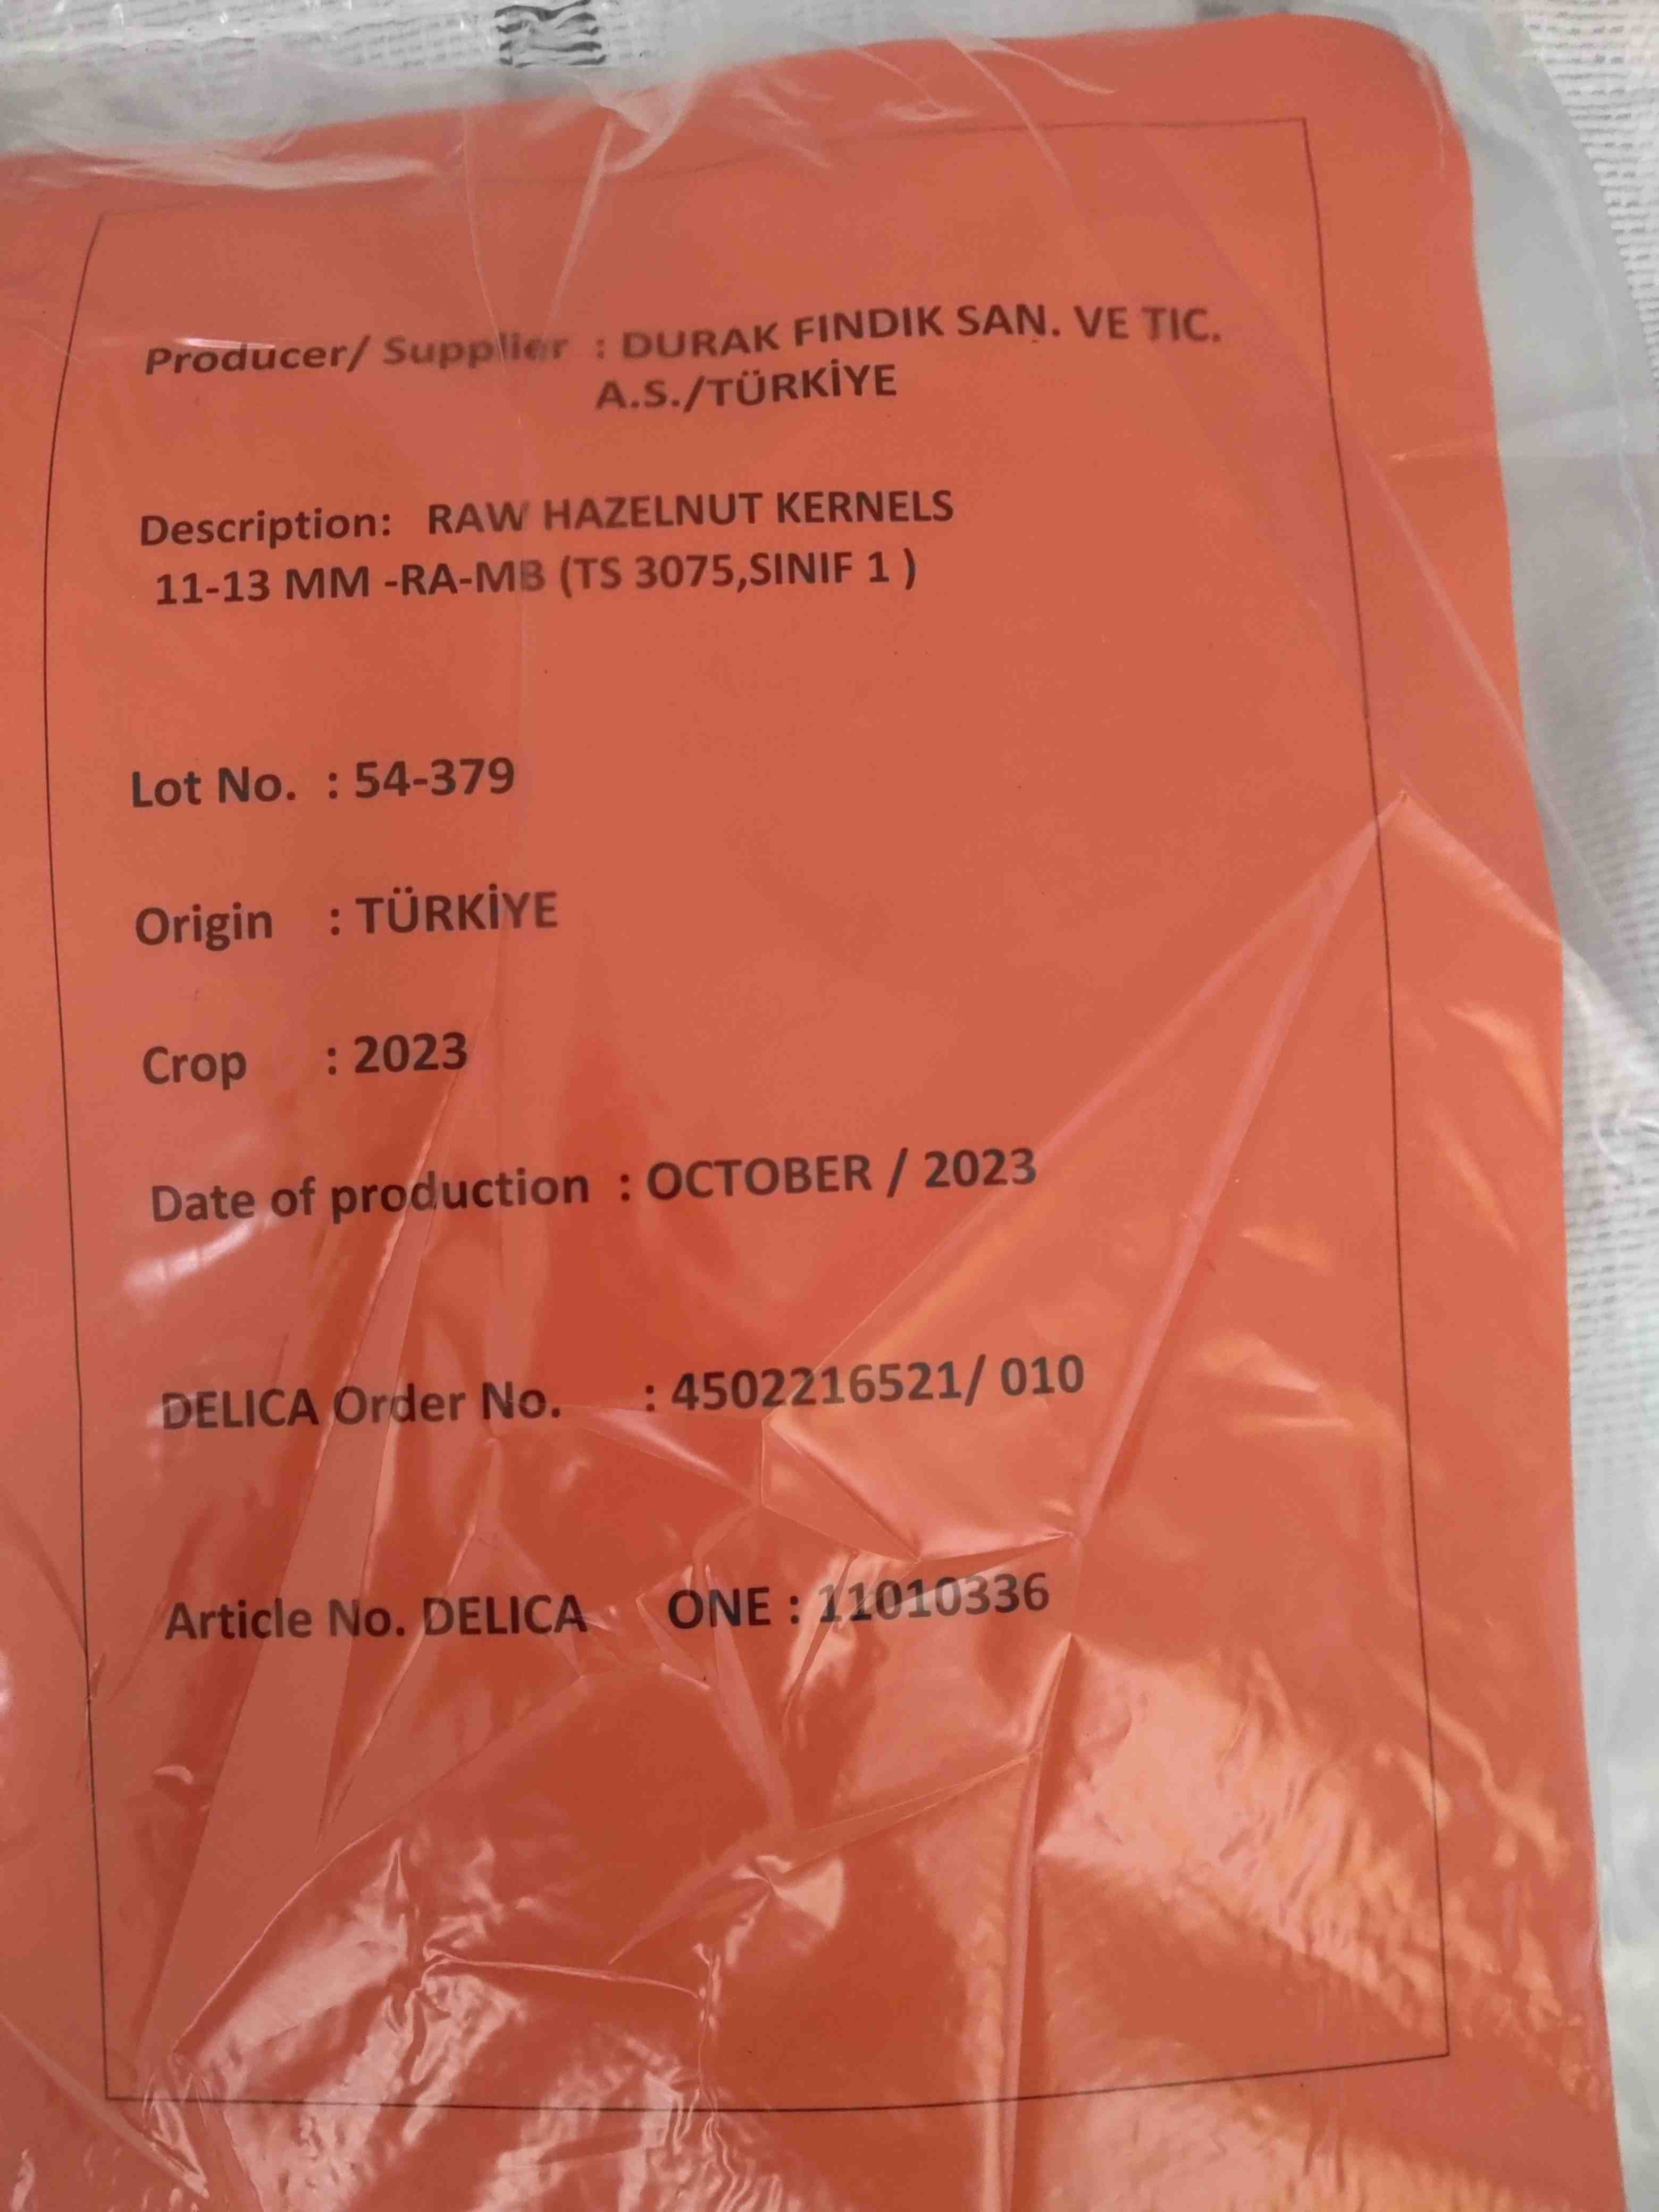 Producer/ Supplier : DURAK FINDIK SAN. VE TIC.
A.S./TÜRKİYE
Description: RAW HAZELNUT KERNELS
11-13 MM -RA-MB (TS 3075,SINIF 1 )
Lot No. : 54-379
Origin : TÜRKİYE
Crop : 2023
Date of production : OCTOBER / 2023
DELICA Order No. : 4502216521/ 010
Article No. DELICA ONE : 11010336